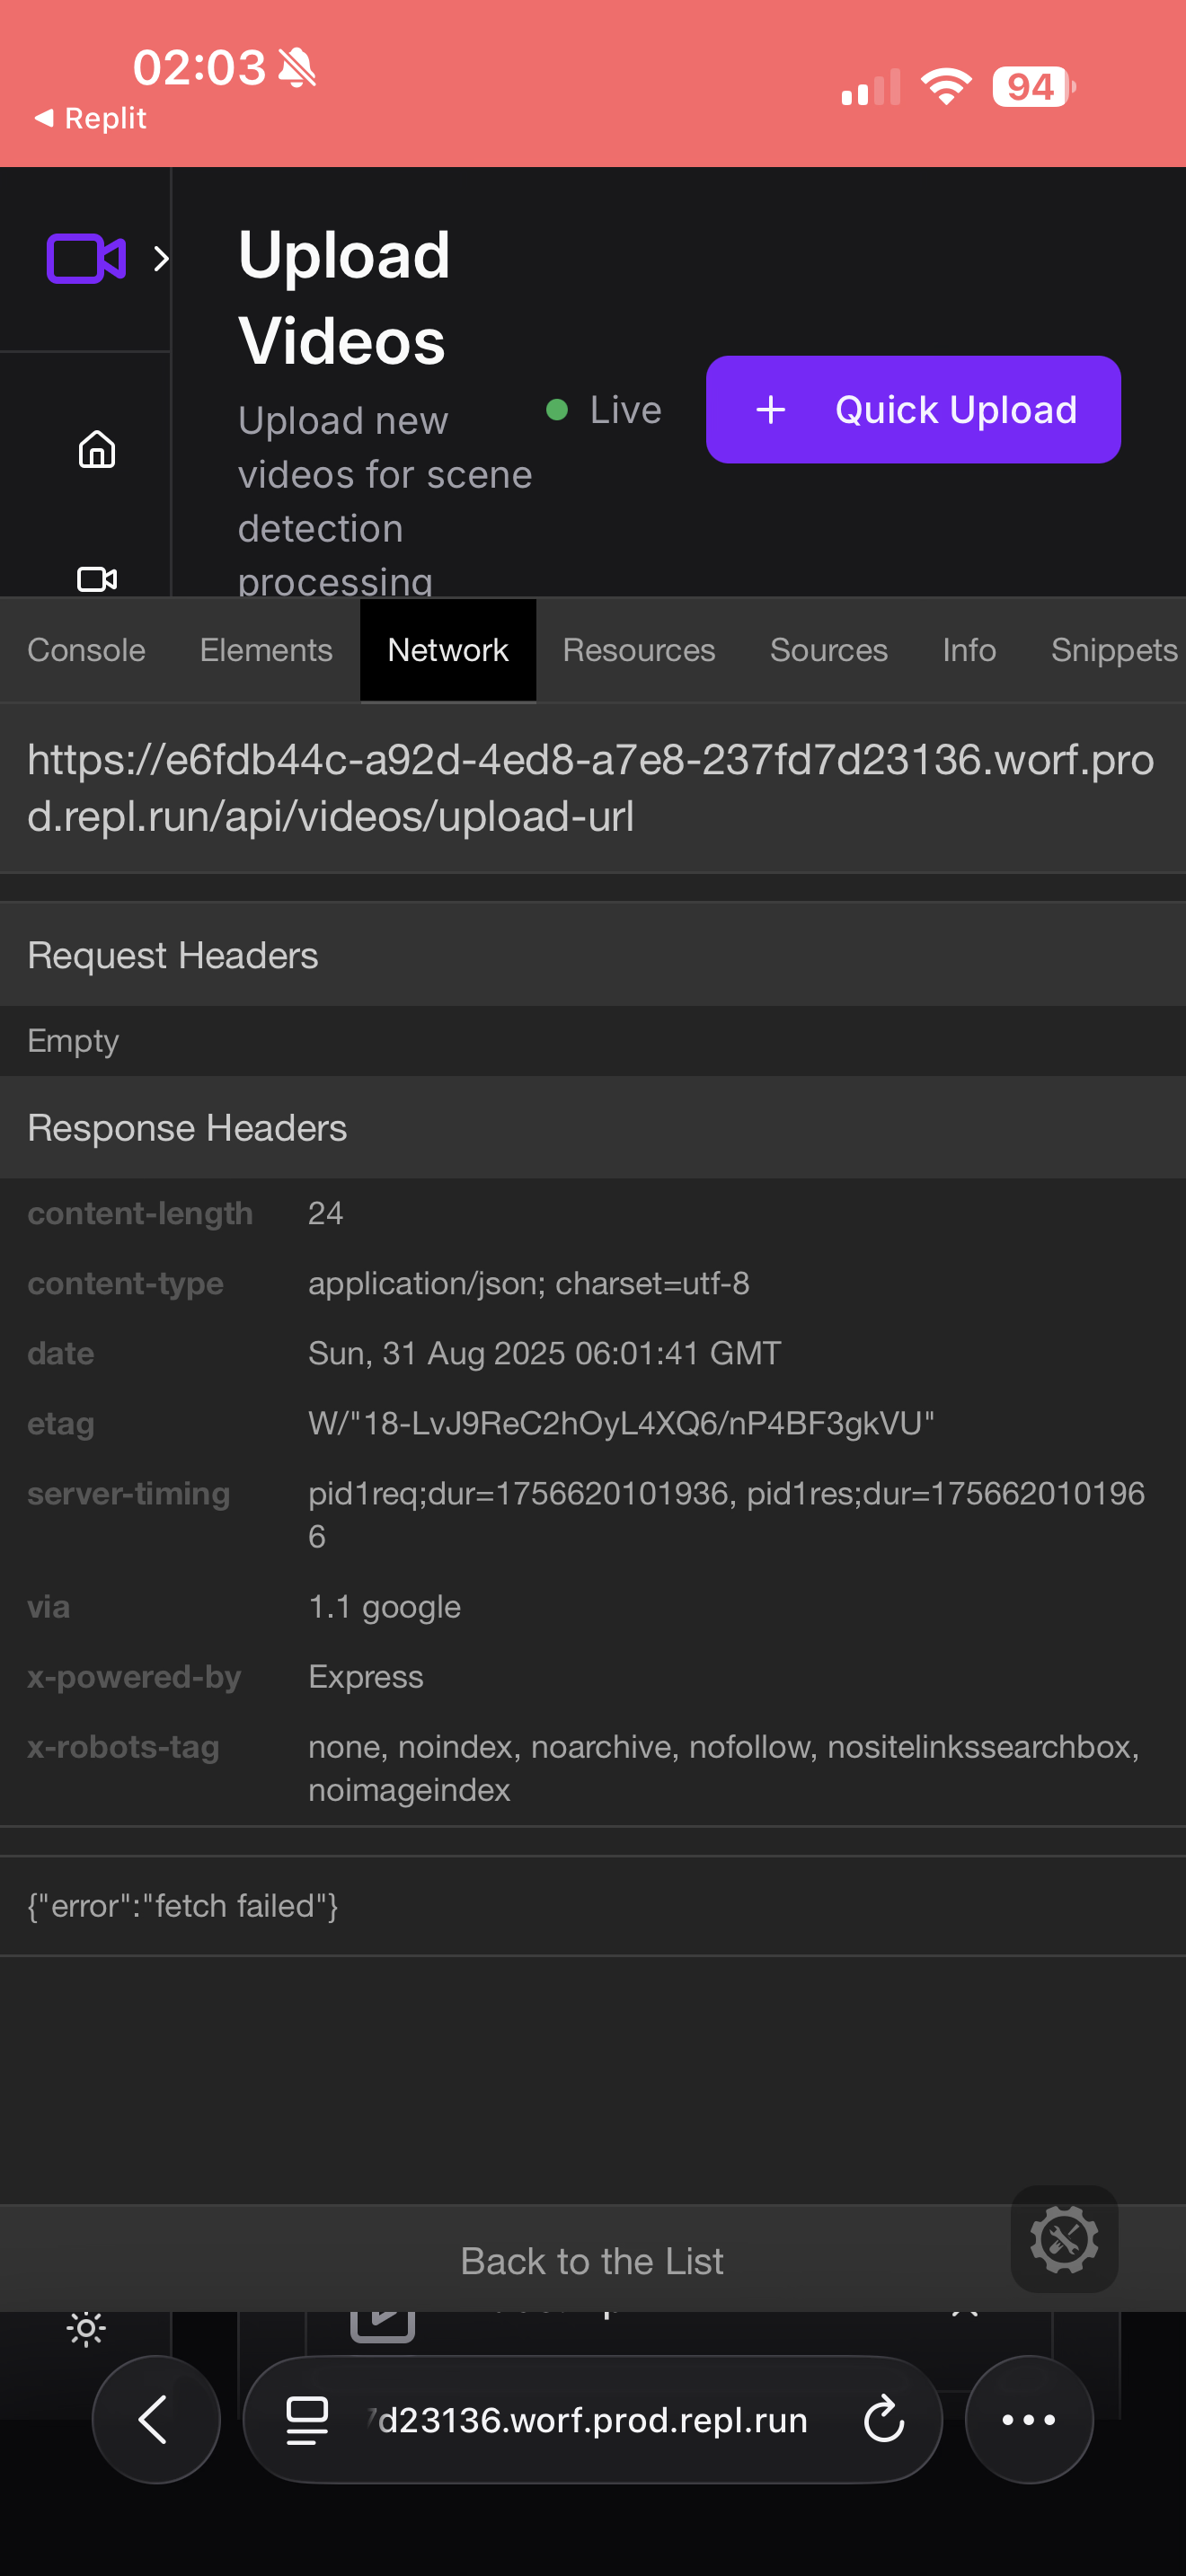 02:03
94
◀ Replit
Upload
Videos
Upload new
videos for scene
detection
processing
Live
+ Quick Upload
Console Elements Network Resources Sources Info Snippets
https://e6fdb44c-a92d-4ed8-a7e8-237fd7d23136.worf.pro
d.repl.run/api/videos/upload-url
Request Headers
Empty
Response Headers
content-length 24
content-type application/json; charset=utf-8
date Sun, 31 Aug 2025 06:01:41 GMT
etag W/"18-LvJ9ReC2hOyL4XQ6/nP4BF3gkVU"
server-timing pid1req;dur=1756620101936, pid1res;dur=175662010196
6
via 1.1 google
x-powered-by Express
x-robots-tag none, noindex, noarchive, nofollow, nositelinkssearchbox,
noimageindex
{"error":"fetch failed"}
Back to the List
7d23136.worf.prod.repl.run